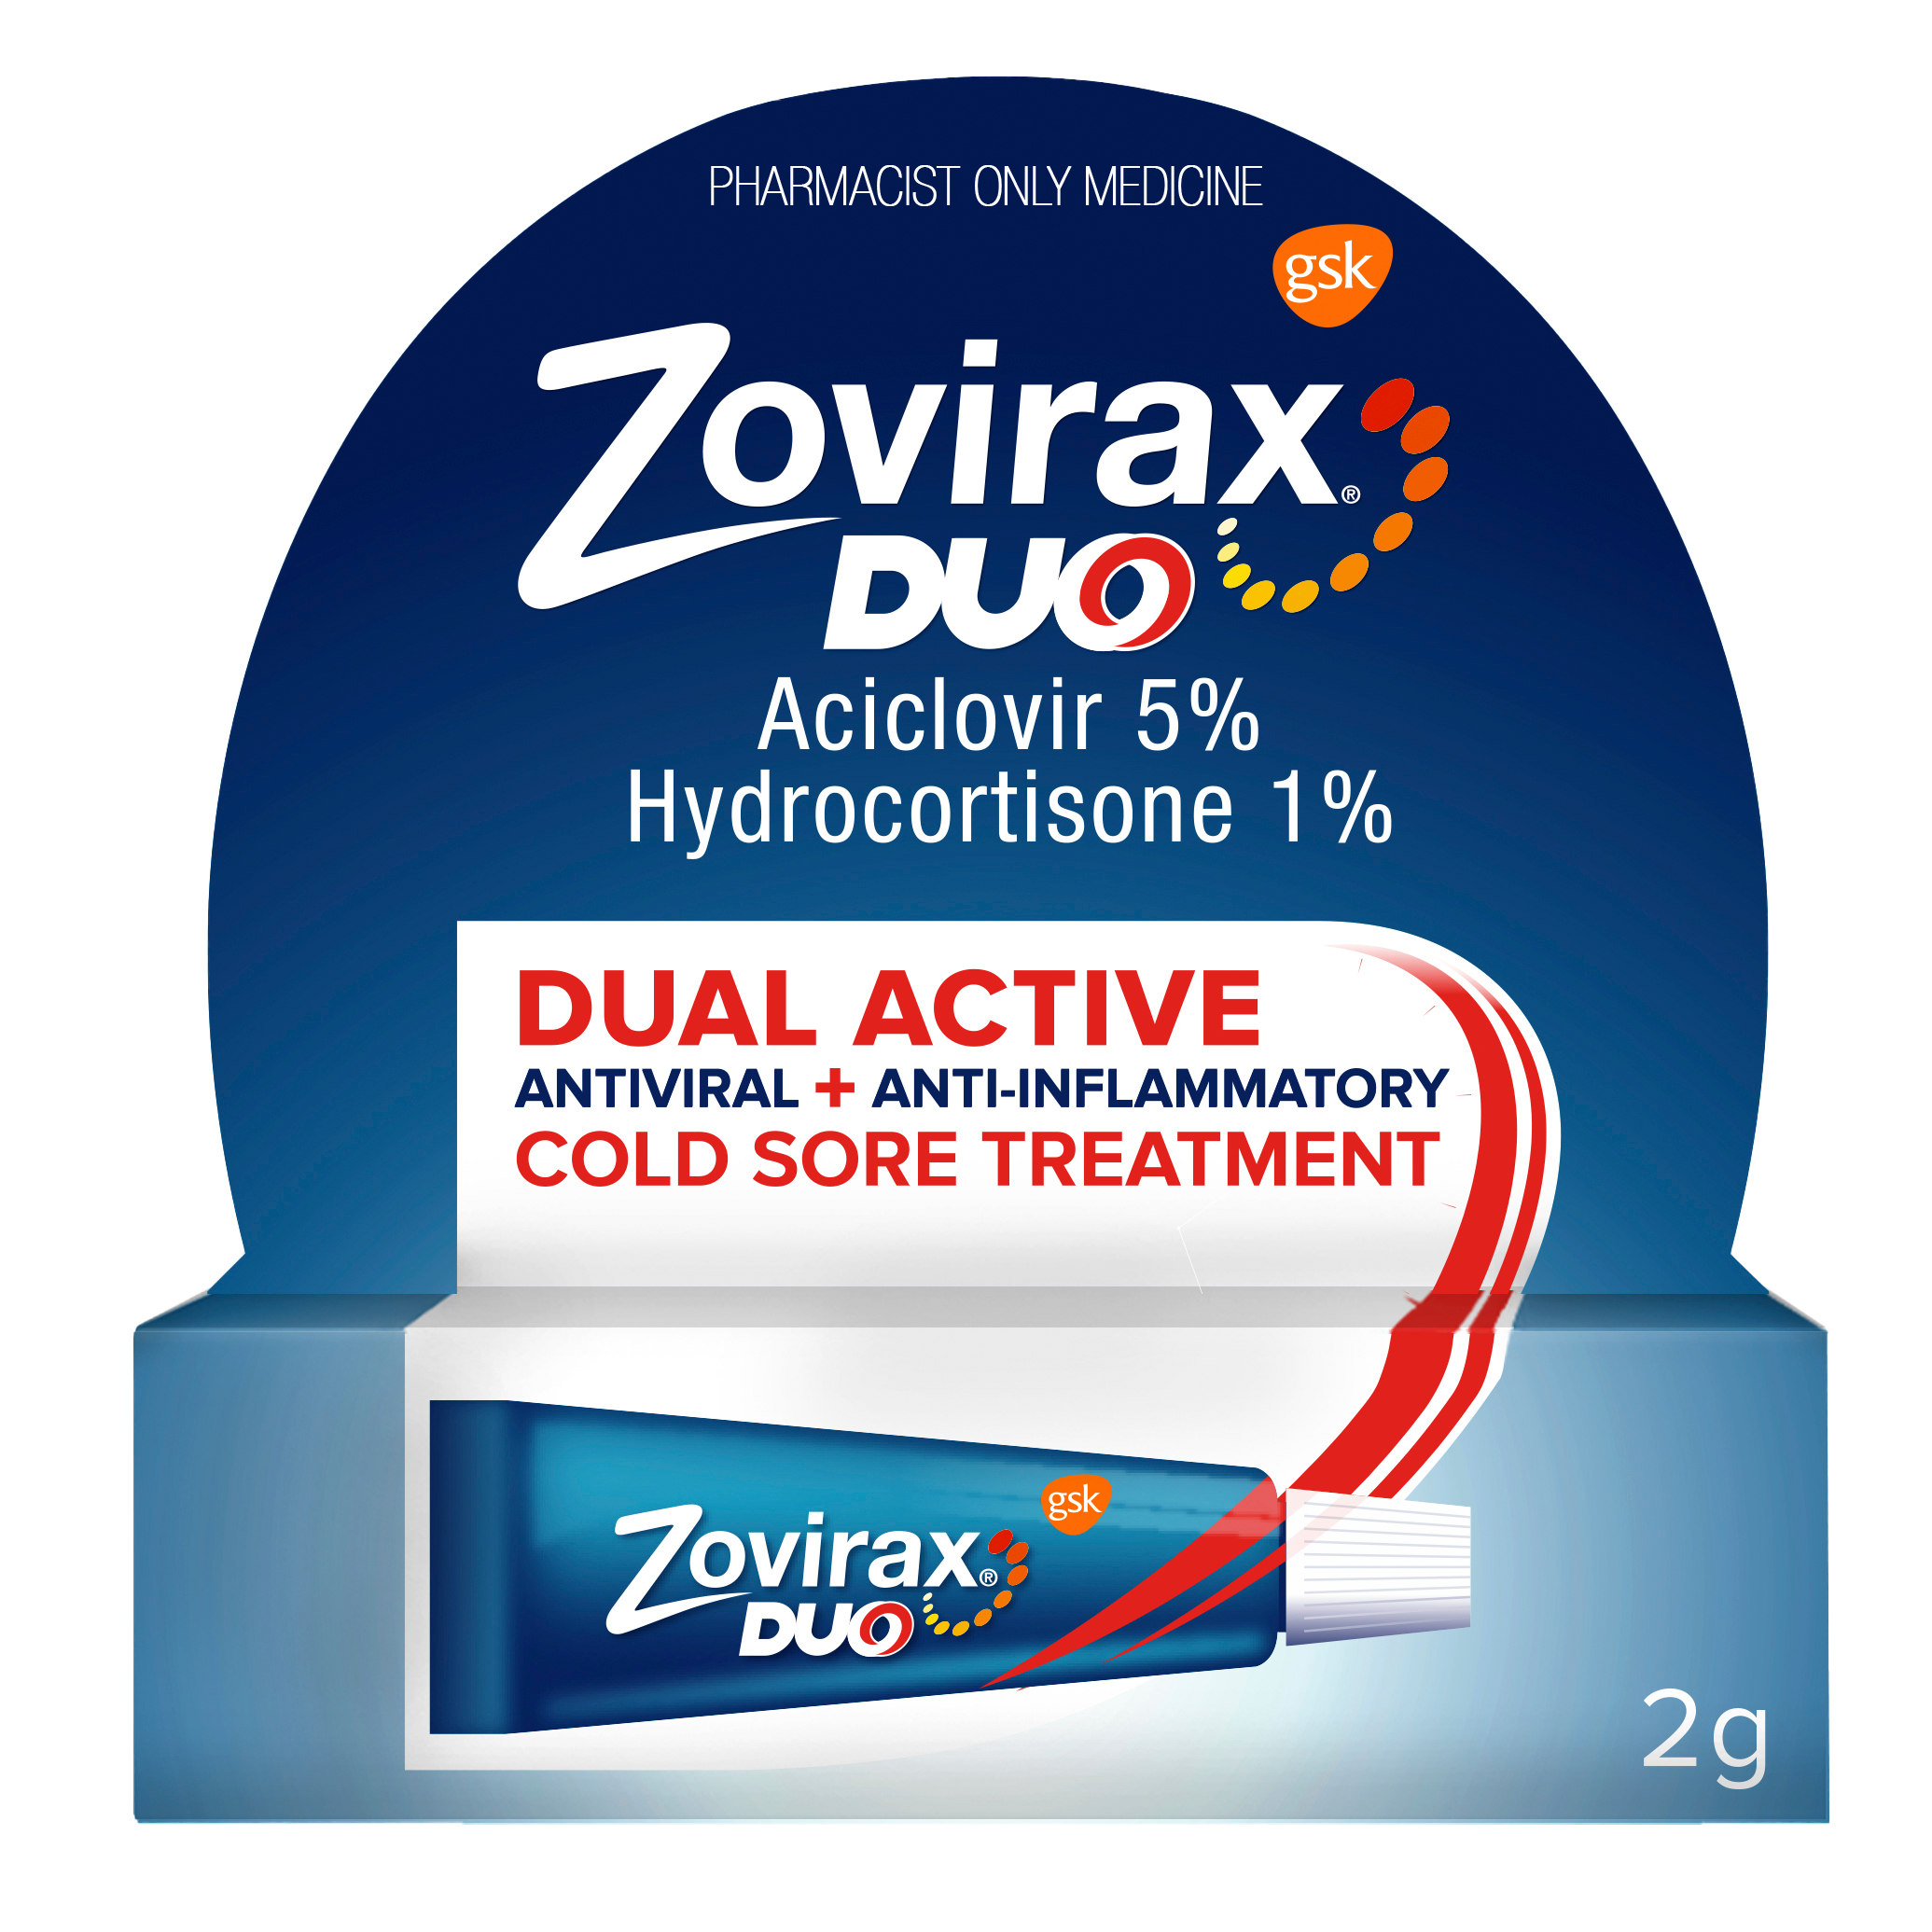 PHARMACIST ONLY MEDICINE
gsk
Zovirax®
DUO
Aciclovir 5%
Hydrocortisone 1%
DUAL ACTIVE
ANTIVIRAL + ANTI-INFLAMMATORY
COLD SORE TREATMENT
gsk
Zovirax®
DUO
2g